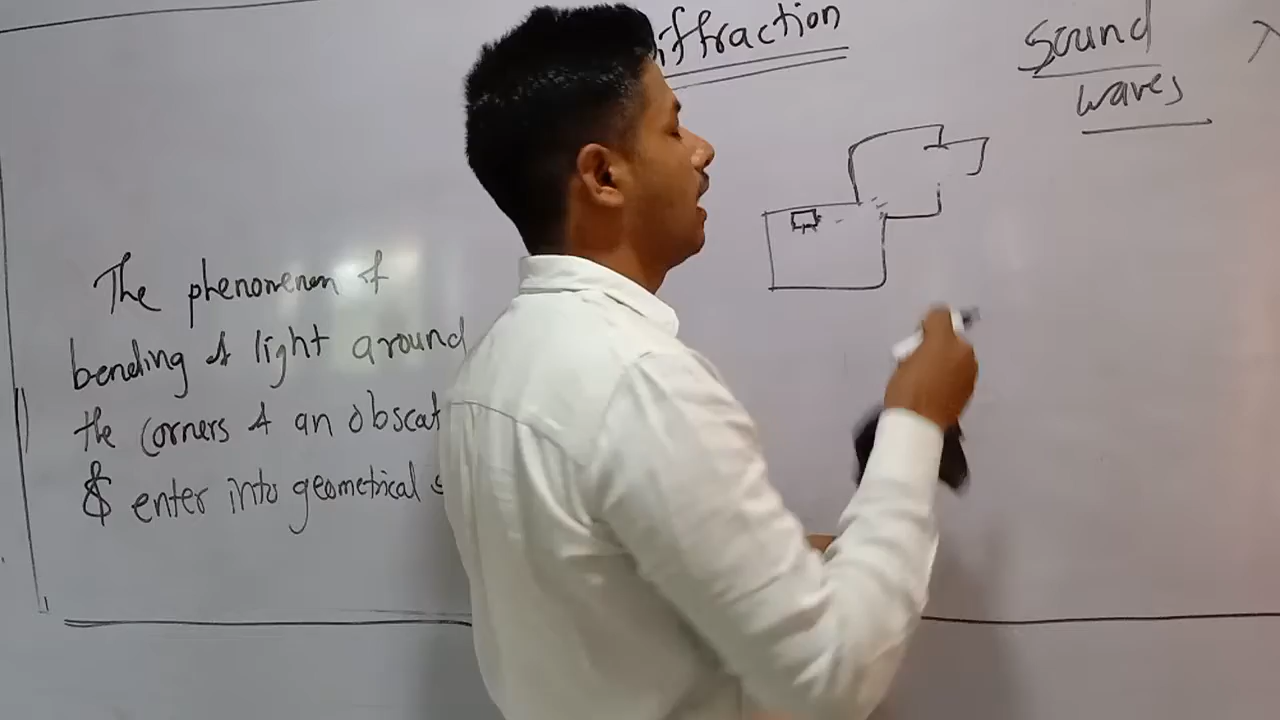 iffraction
Sound
waves
λ
The phenomenon of
bending of light around
the corners of an obscat
& enter into geometrical s